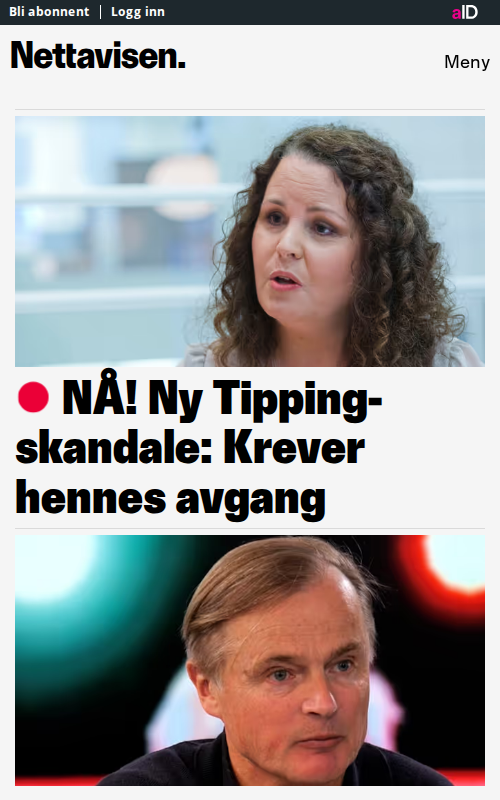 Bli abonnent | Logg inn
aID
Nettavisen.
Meny
NÅ! Ny Tipping-
skandale: Krever
hennes avgang